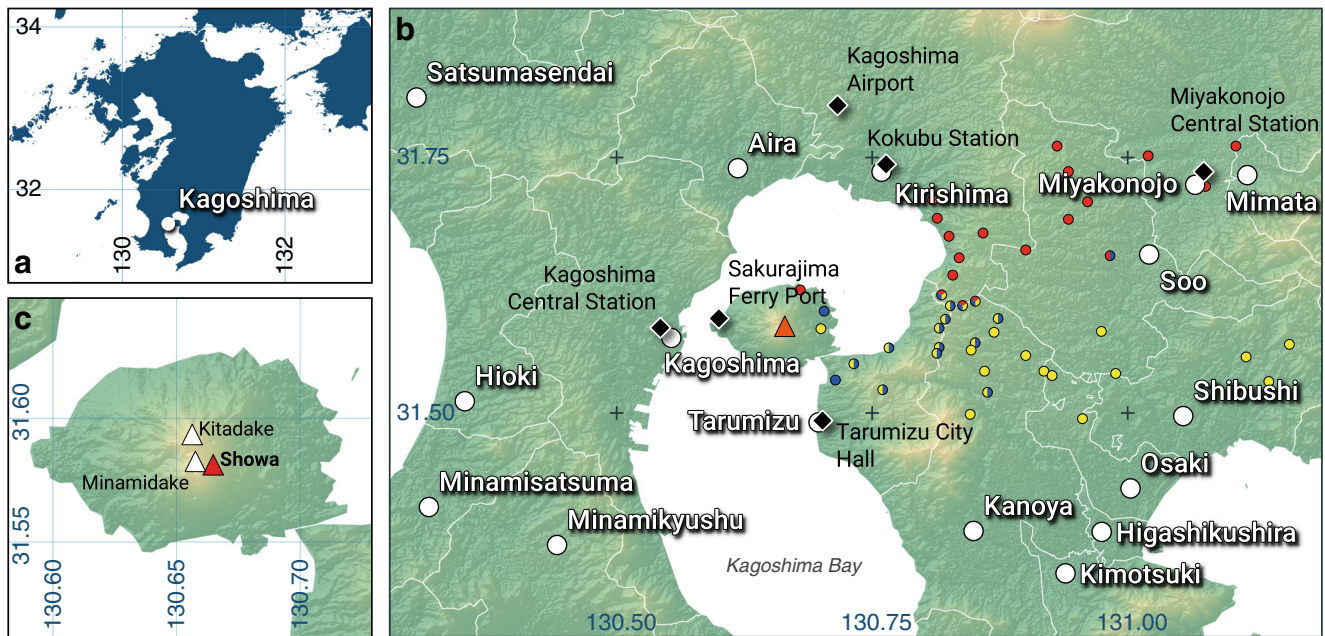 34
32
Kagoshima
130
132
a
b
Satsumasendai
Kagoshima
Airport
Miyakonojo
Central Station
Kokubu Station
Aira
31.75
Kirishima
Miyakonojo
Mimata
Kagoshima
Central Station
Sakurajima
Ferry Port
Soo
Kagoshima
Hioki
Shibushi
31.50
Tarumizu
Tarumizu City
Hall
Osaki
Minamisatsuma
Kanoya
Minamikyushu
Higashikushira
Kagoshima Bay
Kimotsuki
130.50
130.75
131.00
c
31.60
Kitadake
Showa
Minamidake
31.55
130.60
130.65
130.70